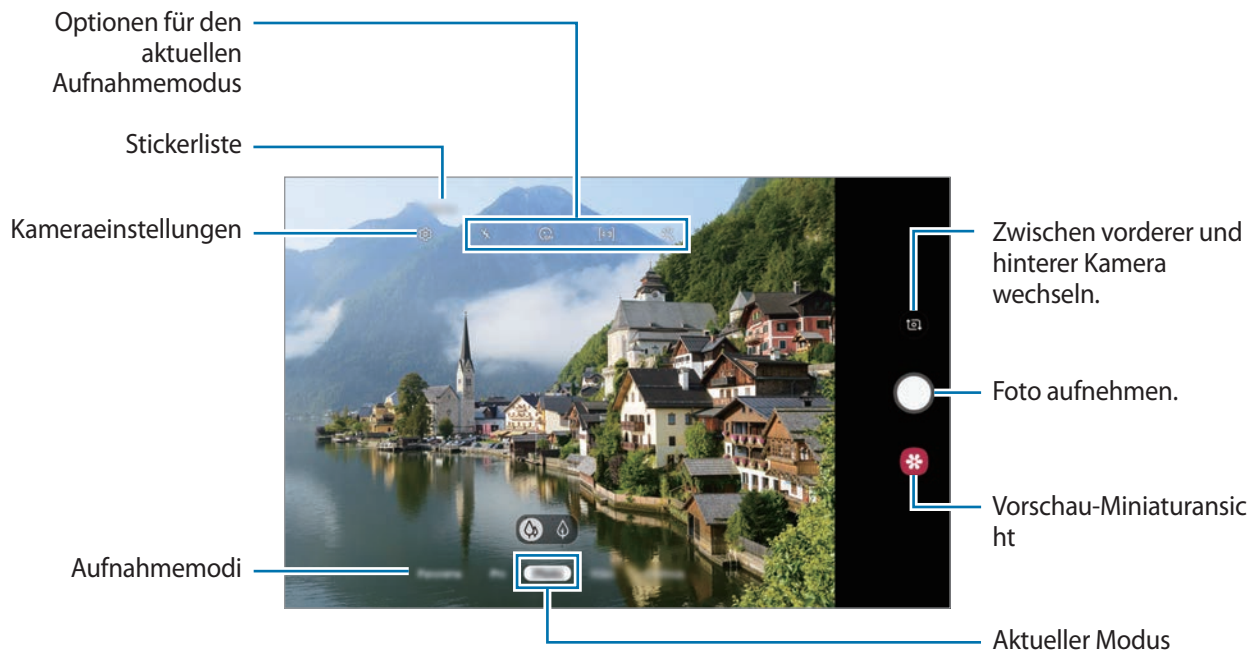 Optionen für den
aktuellen
Aufnahmemodus
Stickerliste
Kameraeinstellungen
Zwischen vorderer und
hinterer Kamera
wechseln.
Foto aufnehmen.
Vorschau-Miniaturansic
ht
Aufnahmemodi
Aktueller Modus